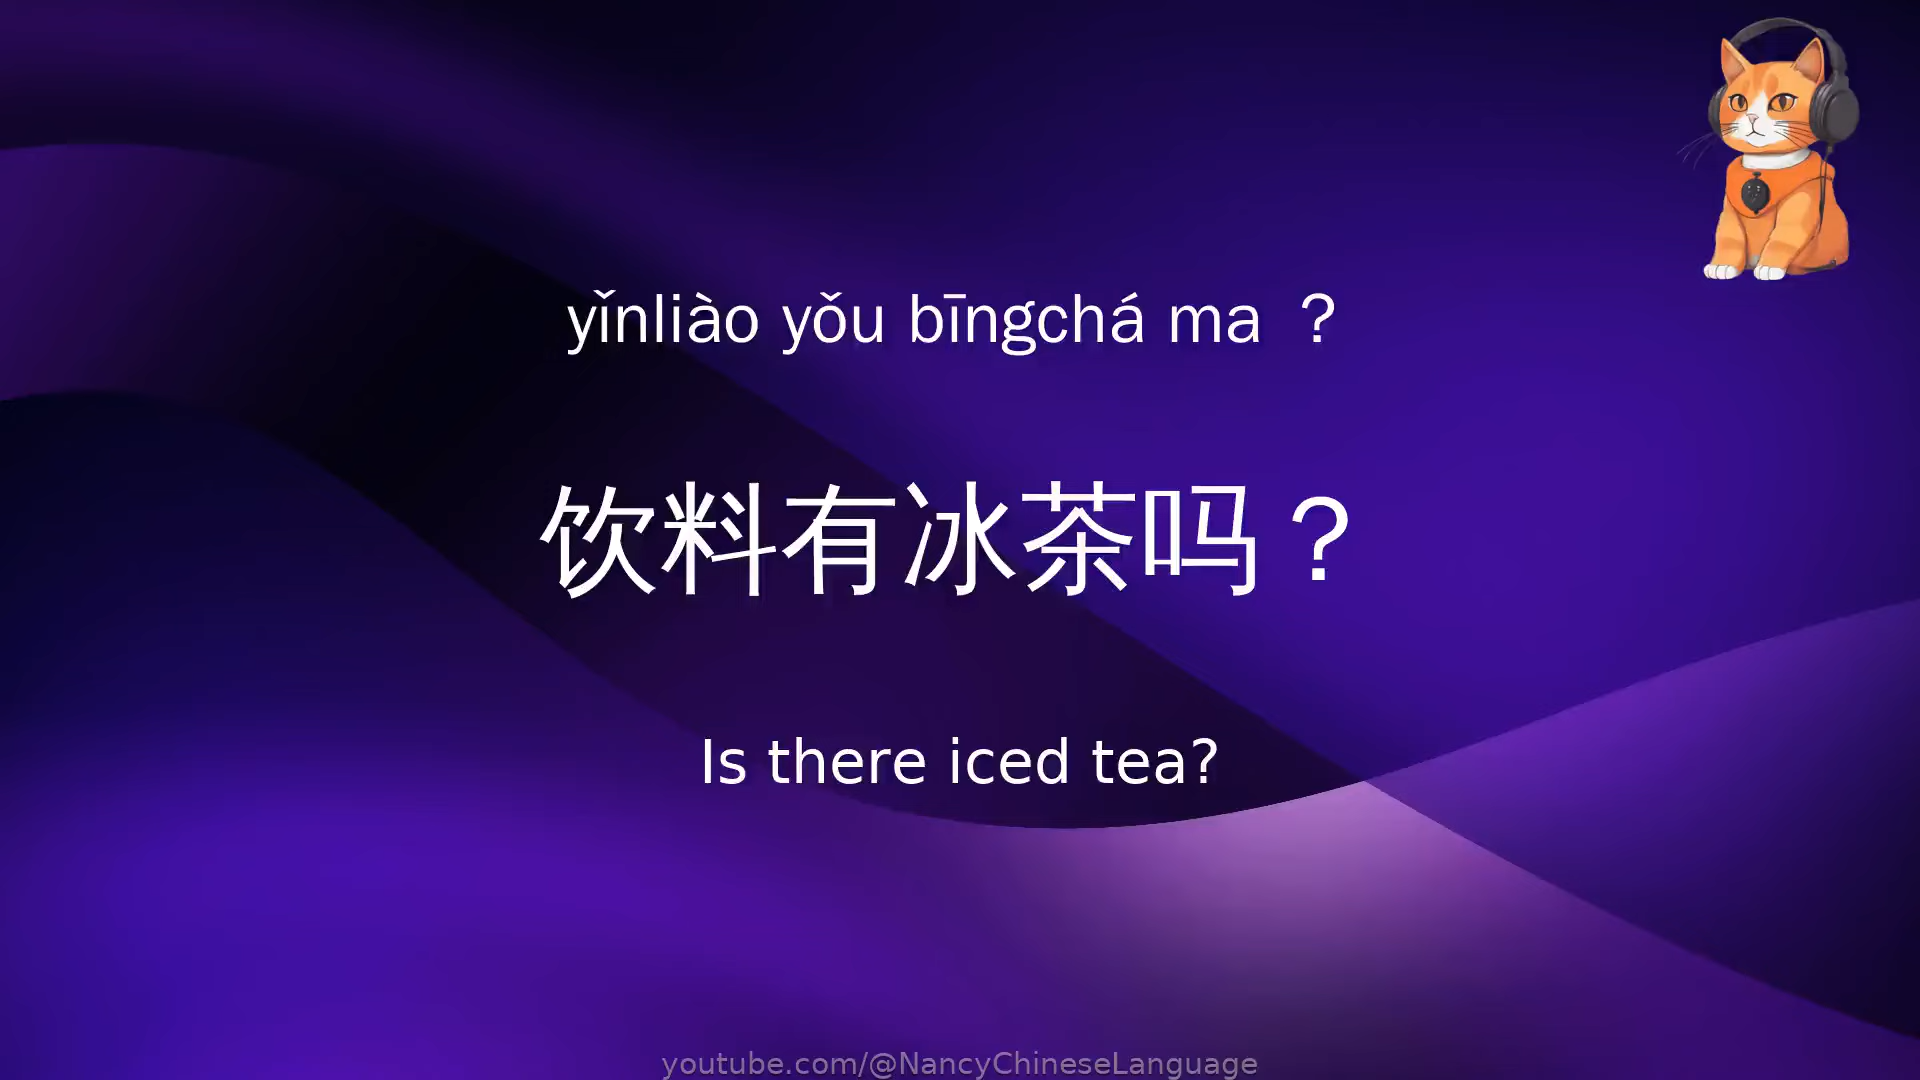 yǐnliào yǒu bīngchá ma ？
饮料有冰茶吗？
Is there iced tea?
youtube.com/@NancyChineseLanguage